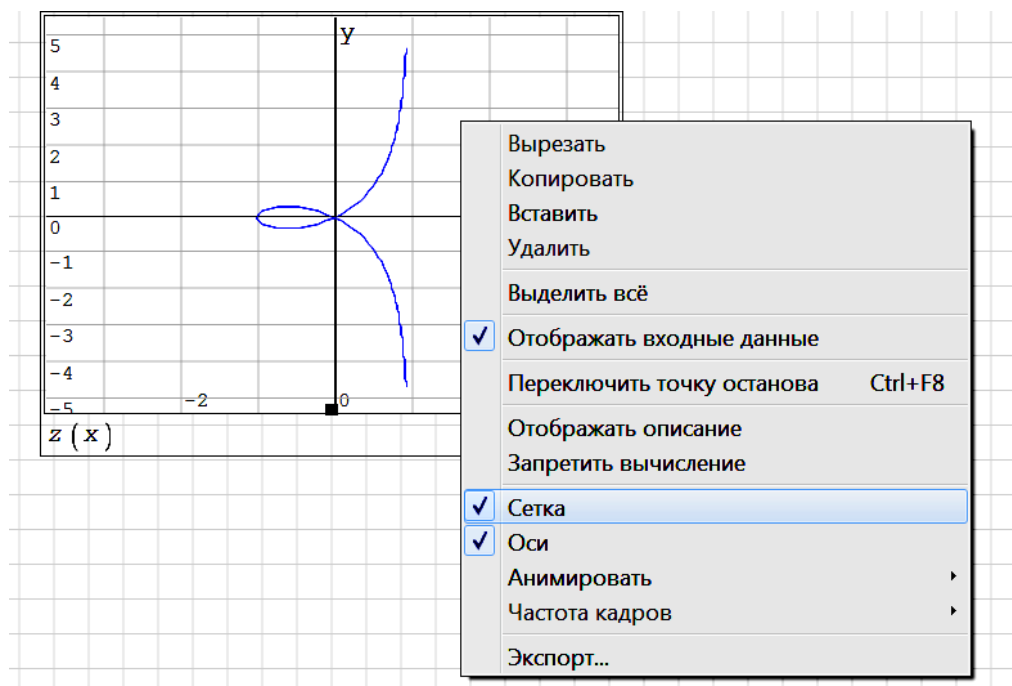 y
5
4
3
2
1
0
-1
-2
-3
-4
-5
-2 0
z(x)
Вырезать
Копировать
Вставить
Удалить
Выделить всё
Отображать входные данные
Переключить точку останова Ctrl+F8
Отображать описание
Запретить вычисление
Сетка
Оси
Анимировать
Частота кадров
Экспорт...